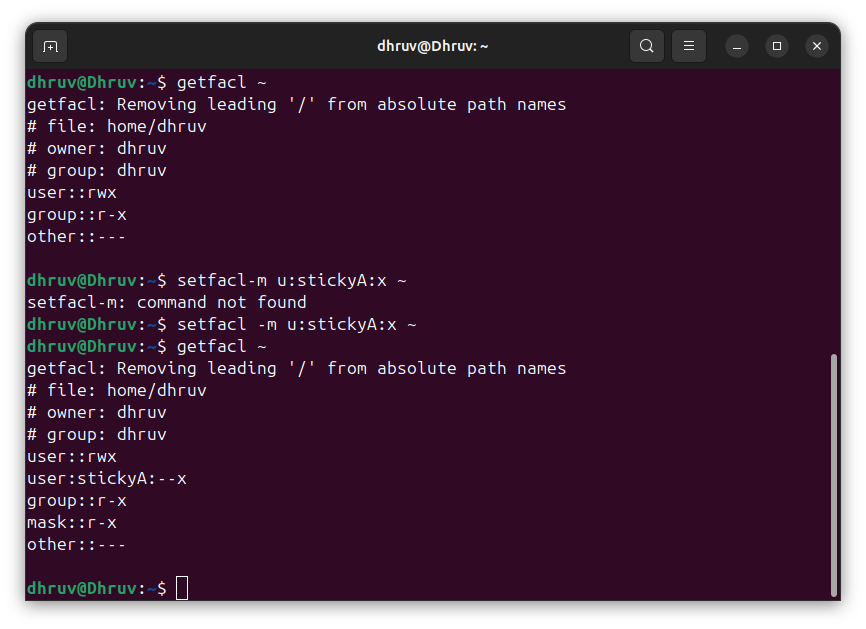 dhruv@Dhruv: ~
dhruv@Dhruv:~$ getfacl ~
getfacl: Removing leading '/' from absolute path names
# file: home/dhruv
# owner: dhruv
# group: dhruv
user::rwx
group::r-x
other::---
dhruv@Dhruv:~$ setfacl-m u:stickyA:x ~
setfacl-m: command not found
dhruv@Dhruv:~$ setfacl -m u:stickyA:x ~
dhruv@Dhruv:~$ getfacl ~
getfacl: Removing leading '/' from absolute path names
# file: home/dhruv
# owner: dhruv
# group: dhruv
user::rwx
user:stickyA:--x
group::r-x
mask::r-x
other::---
dhruv@Dhruv:~$